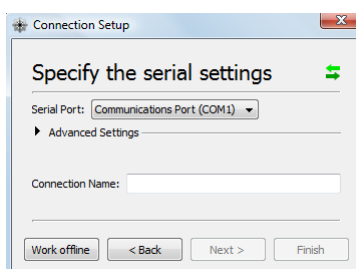 Connection Setup
Specify the serial settings
Serial Port: Communications Port (COM1)
Advanced Settings
Connection Name:
Work offline < Back Next > Finish